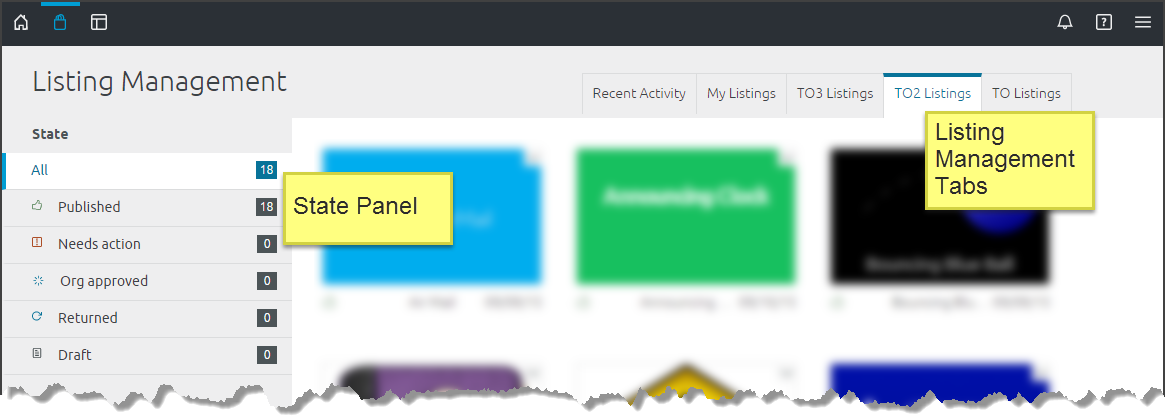 Listing Management
Recent Activity
My Listings
TO3 Listings
TO2 Listings
TO Listings
Listing
Management
Tabs
State
All 18
Published 18
Needs action 0
Org approved 0
Returned 0
Draft 0
State Panel
Announcing Clock
Bouncing Blue Ball
Announcing ...